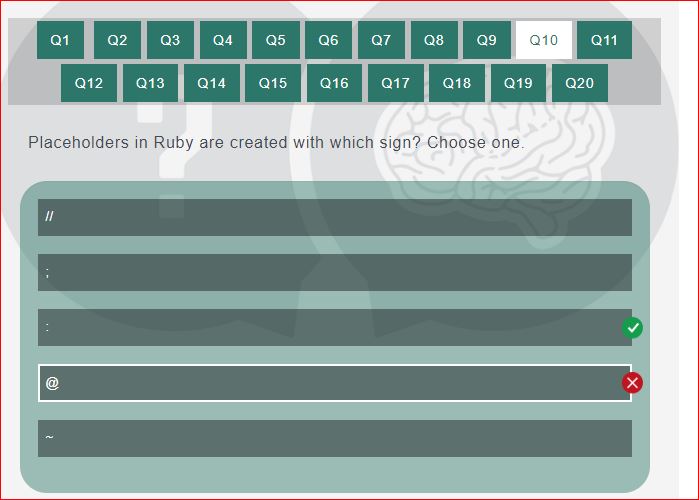 Q1 Q2 Q3 Q4 Q5 Q6 Q7 Q8 Q9 Q10 Q11
Q12 Q13 Q14 Q15 Q16 Q17 Q18 Q19 Q20
Placeholders in Ruby are created with which sign? Choose one.
//
;
:
@
~